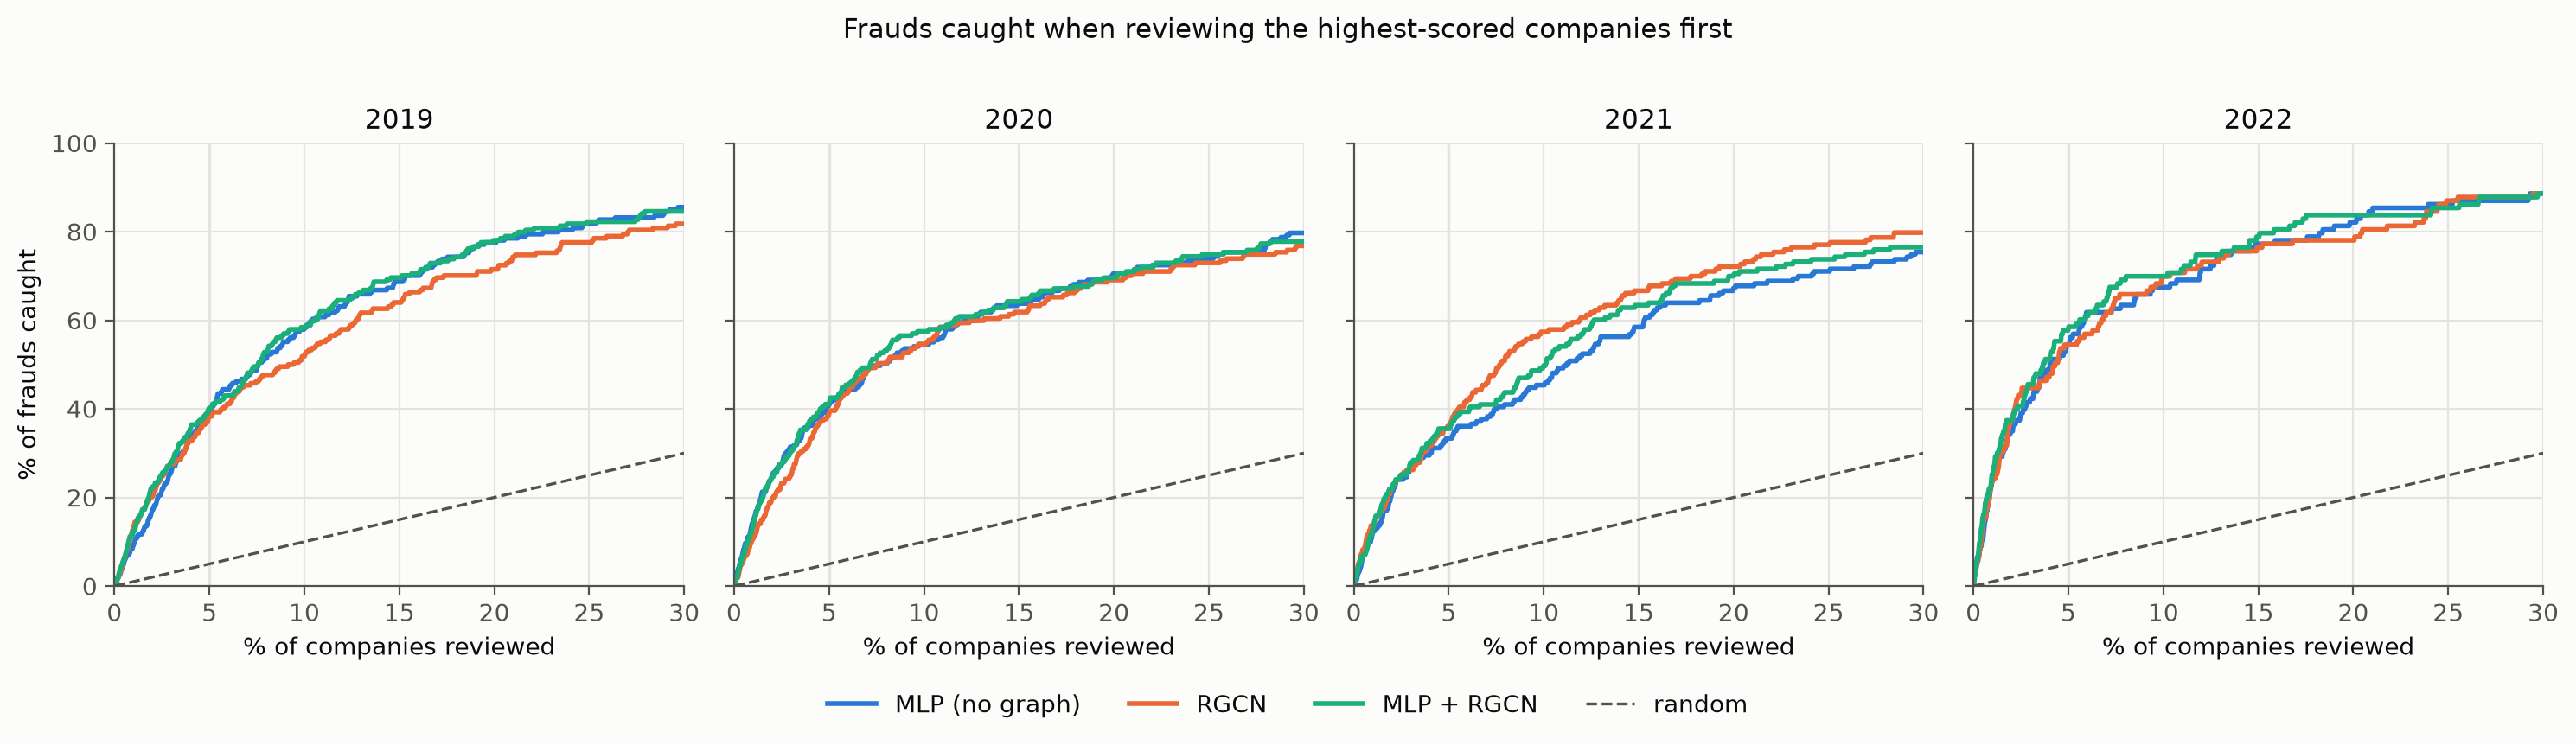 Frauds caught when reviewing the highest-scored companies first
2019
2020
2021
2022
% of frauds caught
100
80
60
40
20
0
0 5 10 15 20 25 30
0 5 10 15 20 25 30
0 5 10 15 20 25 30
0 5 10 15 20 25 30
% of companies reviewed
% of companies reviewed
% of companies reviewed
% of companies reviewed
MLP (no graph) RGCN MLP + RGCN random